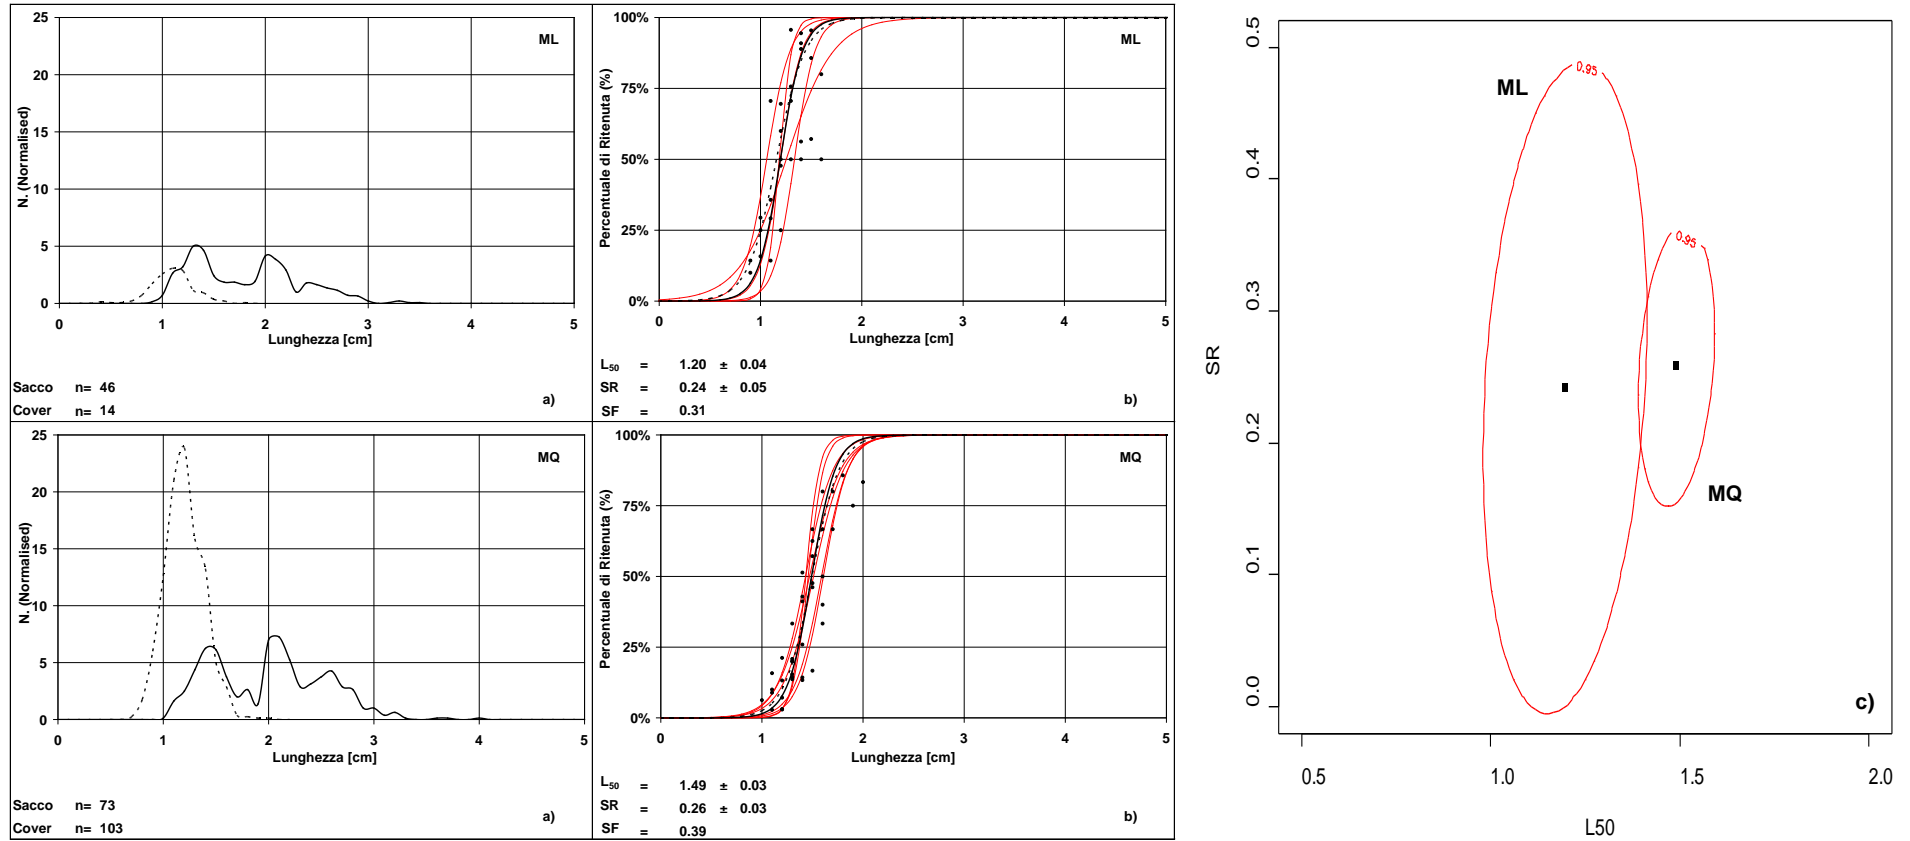 25
20
15
10
5
0
N. (Normalised)
ML
0 1 2 3 4 5
Lunghezza [cm]
Sacco n= 46
Cover n= 14
a)
100%
75%
50%
25%
0%
Percentuale di Ritenuta (%)
ML
0 1 2 3 4 5
Lunghezza [cm]
L₅₀ = 1.20 ± 0.04
SR = 0.24 ± 0.05
SF = 0.31
b)
25
20
15
10
5
0
N. (Normalised)
MQ
0 1 2 3 4 5
Lunghezza [cm]
Sacco n= 73
Cover n= 103
a)
100%
75%
50%
25%
0%
Percentuale di Ritenuta (%)
MQ
0 1 2 3 4 5
Lunghezza [cm]
L₅₀ = 1.49 ± 0.03
SR = 0.26 ± 0.03
SF = 0.39
b)
0.5
0.4
0.3
0.2
0.1
0.0
SR
ML
0.95
0.95
MQ
c)
0.5 1.0 1.5 2.0
L50